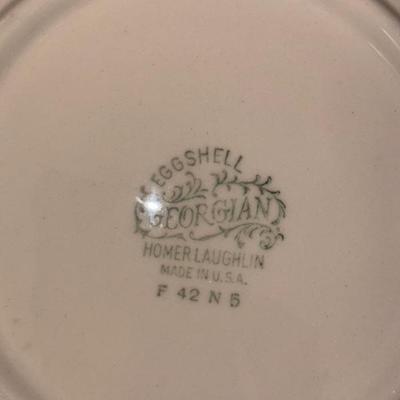 EGGSHELL
GEORGIAN
HOMER LAUGHLIN
MADE IN U.S.A.
F 42 N 5